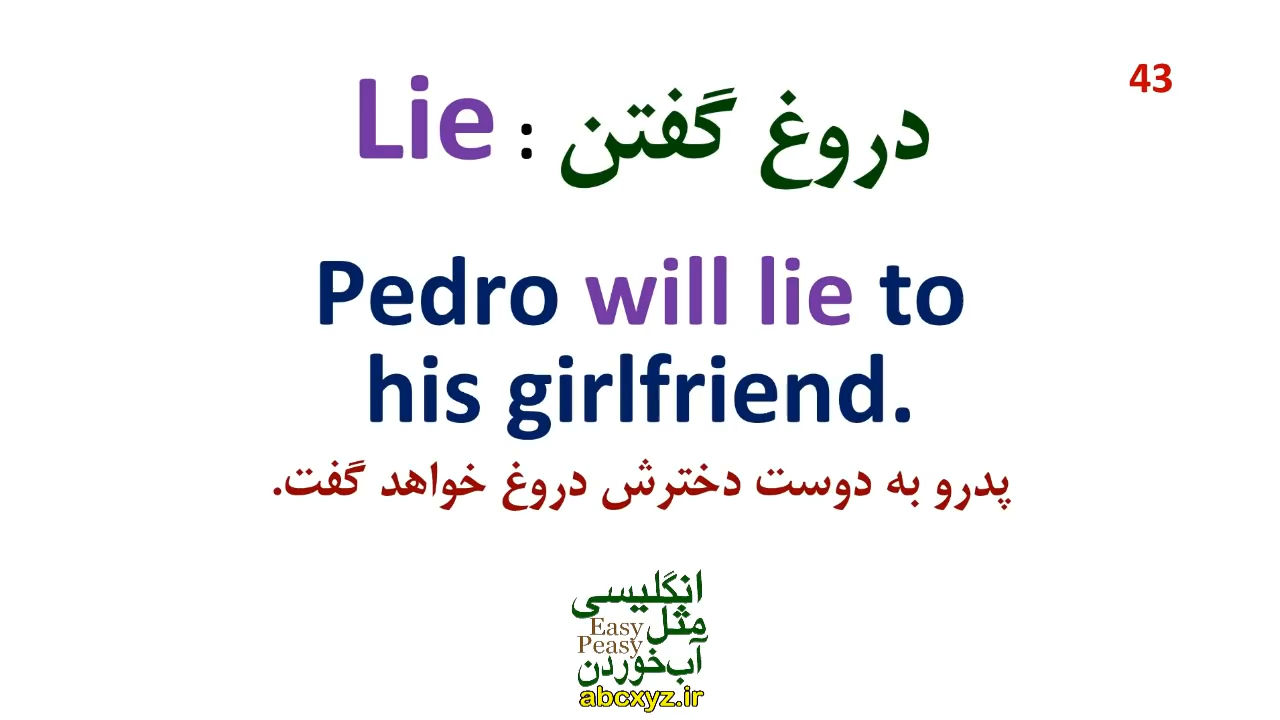 43
Lie : دروغ گفتن
Pedro will lie to
his girlfriend.
پدرو به دوست دخترش دروغ خواهد گفت.
انگلیسی
مثل
Easy
Peasy
آب‌خوردن
abcxyz.ir